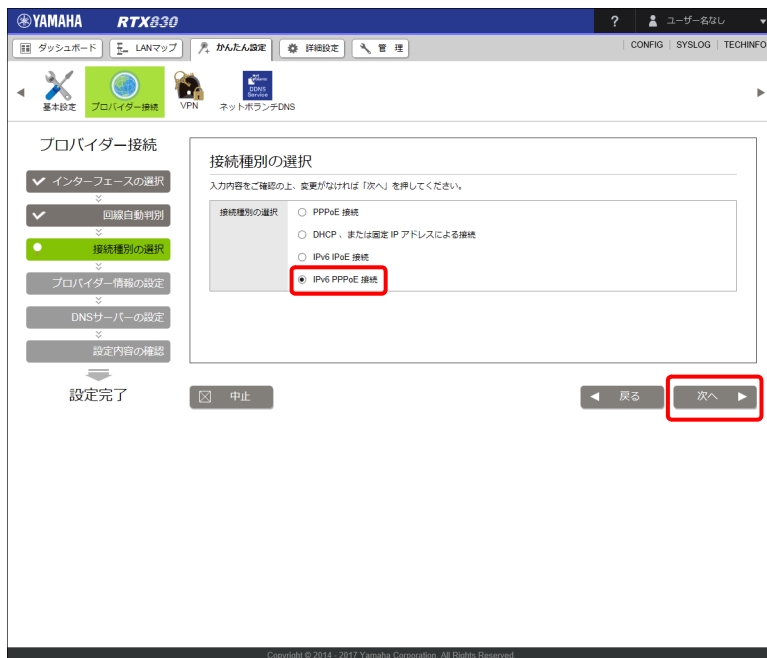 YAMAHA RTX830 ? ユーザー名なし
ダッシュボード LANマップ かんたん設定 詳細設定 管 理 CONFIG SYSLOG TECHINFO
基本設定 プロバイダー接続 VPN ネットボランチDNS
DDNS
Service
プロバイダー接続
インターフェースの選択
回線自動判別
接続種別の選択
プロバイダー情報の設定
DNSサーバーの設定
設定内容の確認
設定完了
接続種別の選択
入力内容をご確認の上、変更がなければ「次へ」を押してください。
接続種別の選択
PPPoE 接続
DHCP 、または固定 IP アドレスによる接続
IPv6 IPoE 接続
IPv6 PPPoE 接続
中止 戻る 次へ
Copyright © 2014 - 2017 Yamaha Corporation. All Rights Reserved.